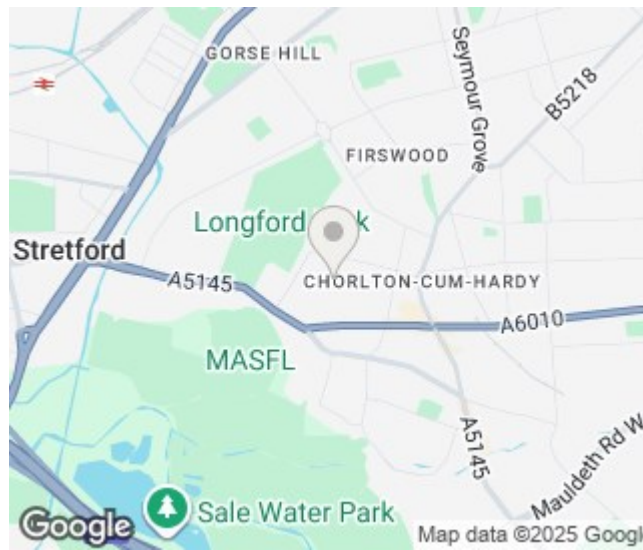 GORSE HILL
Seymour Grove
B5218
FIRSWOOD
Longford
Stretford
A5145
CHORLTON-CUM-HARDY
A6010
MASFL
A5145
Mauldeth Rd W
Sale Water Park
Google
Map data ©2025 Googl